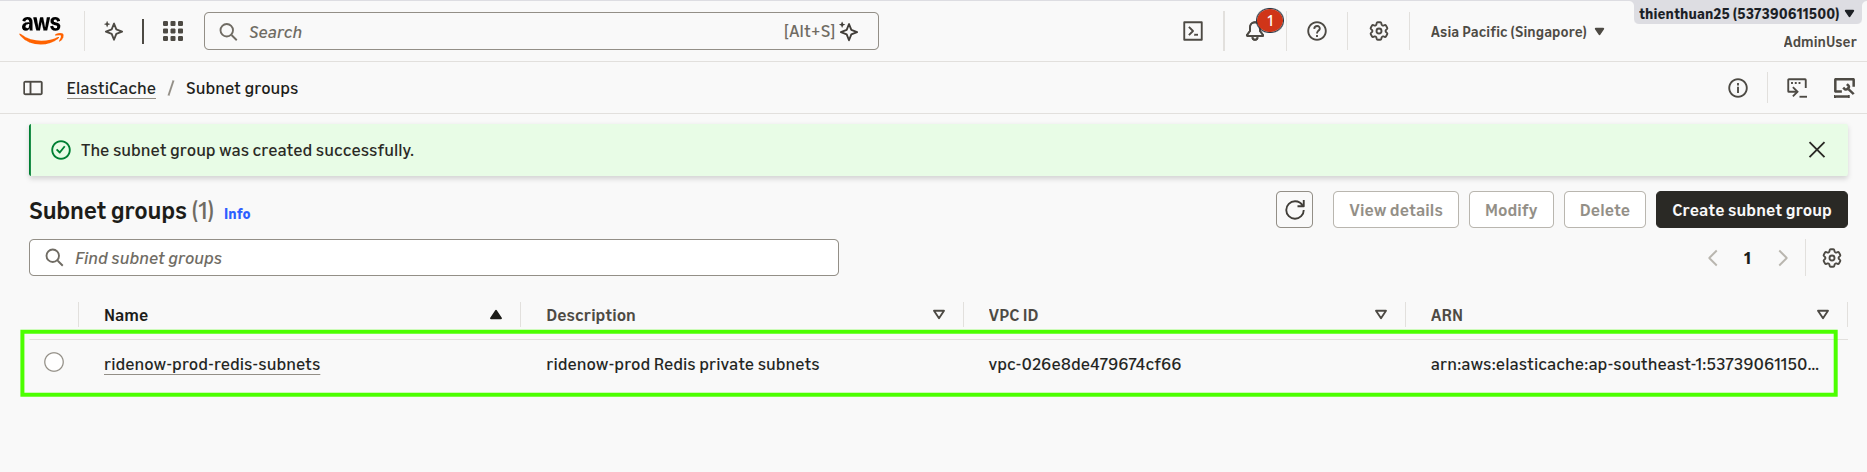 aws
Search
[Alt+S]
1
Asia Pacific (Singapore)
thienthuan25 (537390611500)
AdminUser
ElastiCache / Subnet groups
The subnet group was created successfully.
Subnet groups (1) Info
View details
Modify
Delete
Create subnet group
Find subnet groups
1
Name Description VPC ID ARN
ridenow-prod-redis-subnets ridenow-prod Redis private subnets vpc-026e8de479674cf66 arn:aws:elasticache:ap-southeast-1:53739061150...